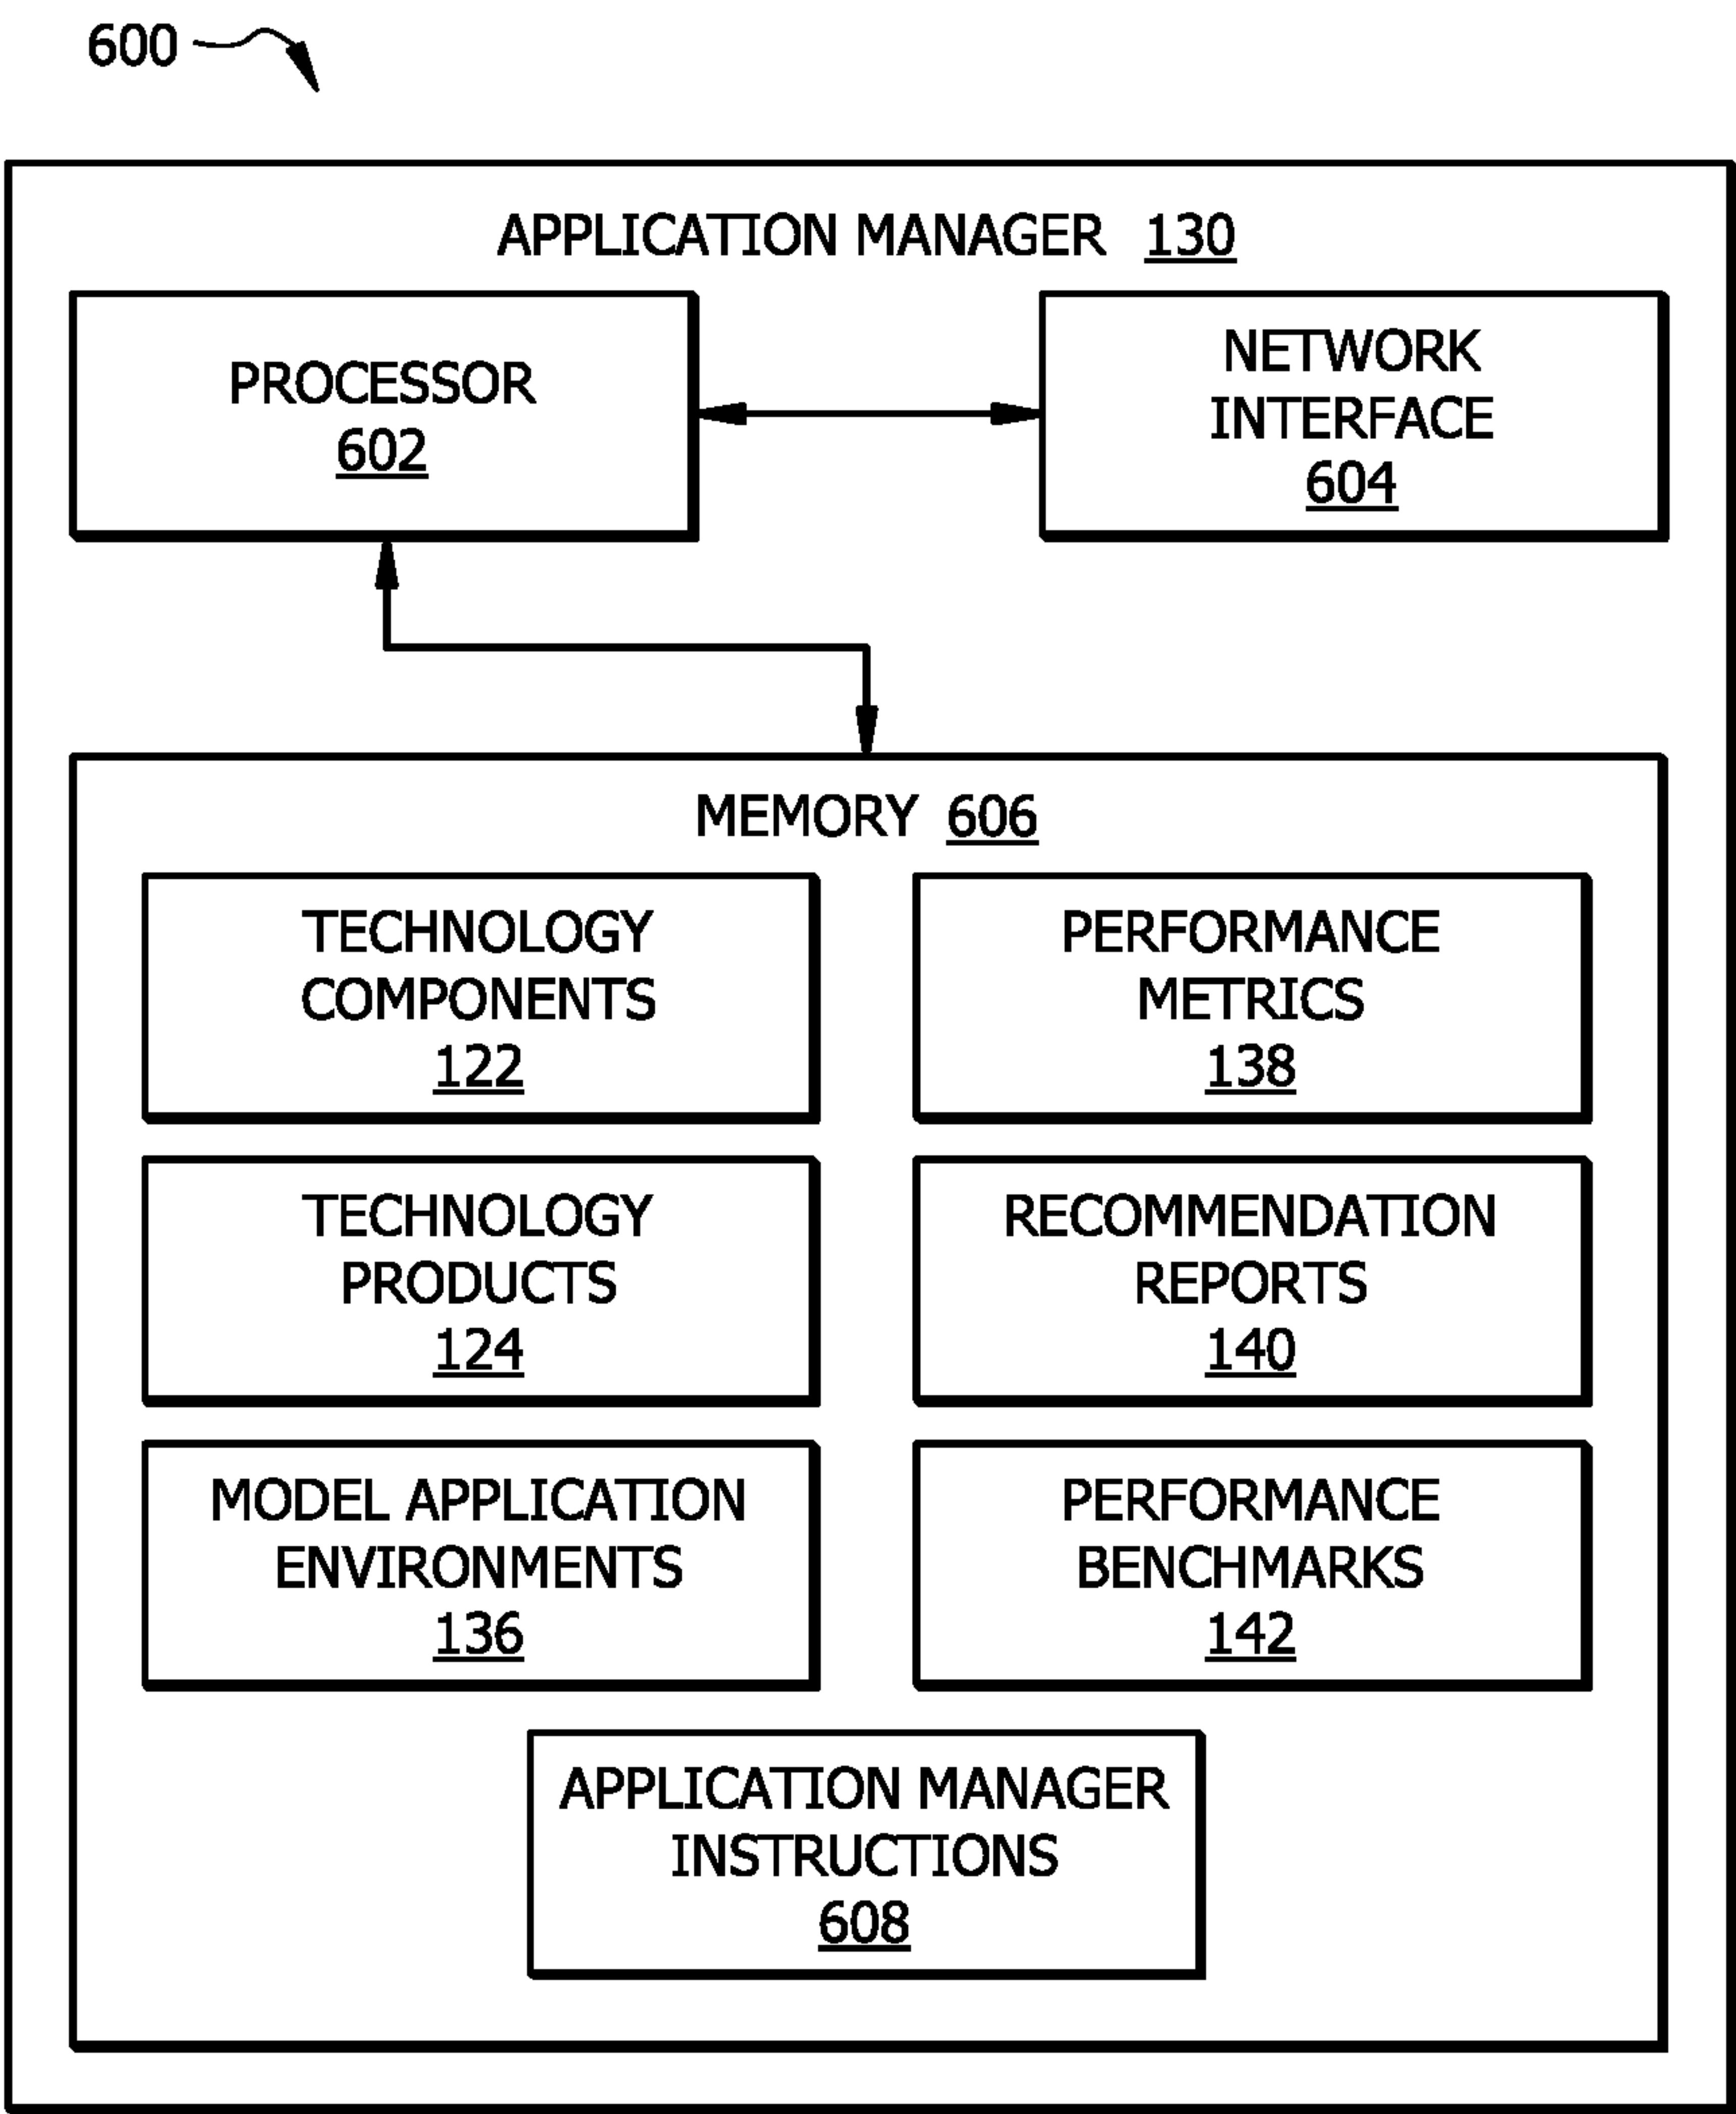 600
APPLICATION MANAGER 130
PROCESSOR
602
NETWORK
INTERFACE
604
MEMORY 606
TECHNOLOGY
COMPONENTS
122
PERFORMANCE
METRICS
138
TECHNOLOGY
PRODUCTS
124
RECOMMENDATION
REPORTS
140
MODEL APPLICATION
ENVIRONMENTS
136
PERFORMANCE
BENCHMARKS
142
APPLICATION MANAGER
INSTRUCTIONS
608